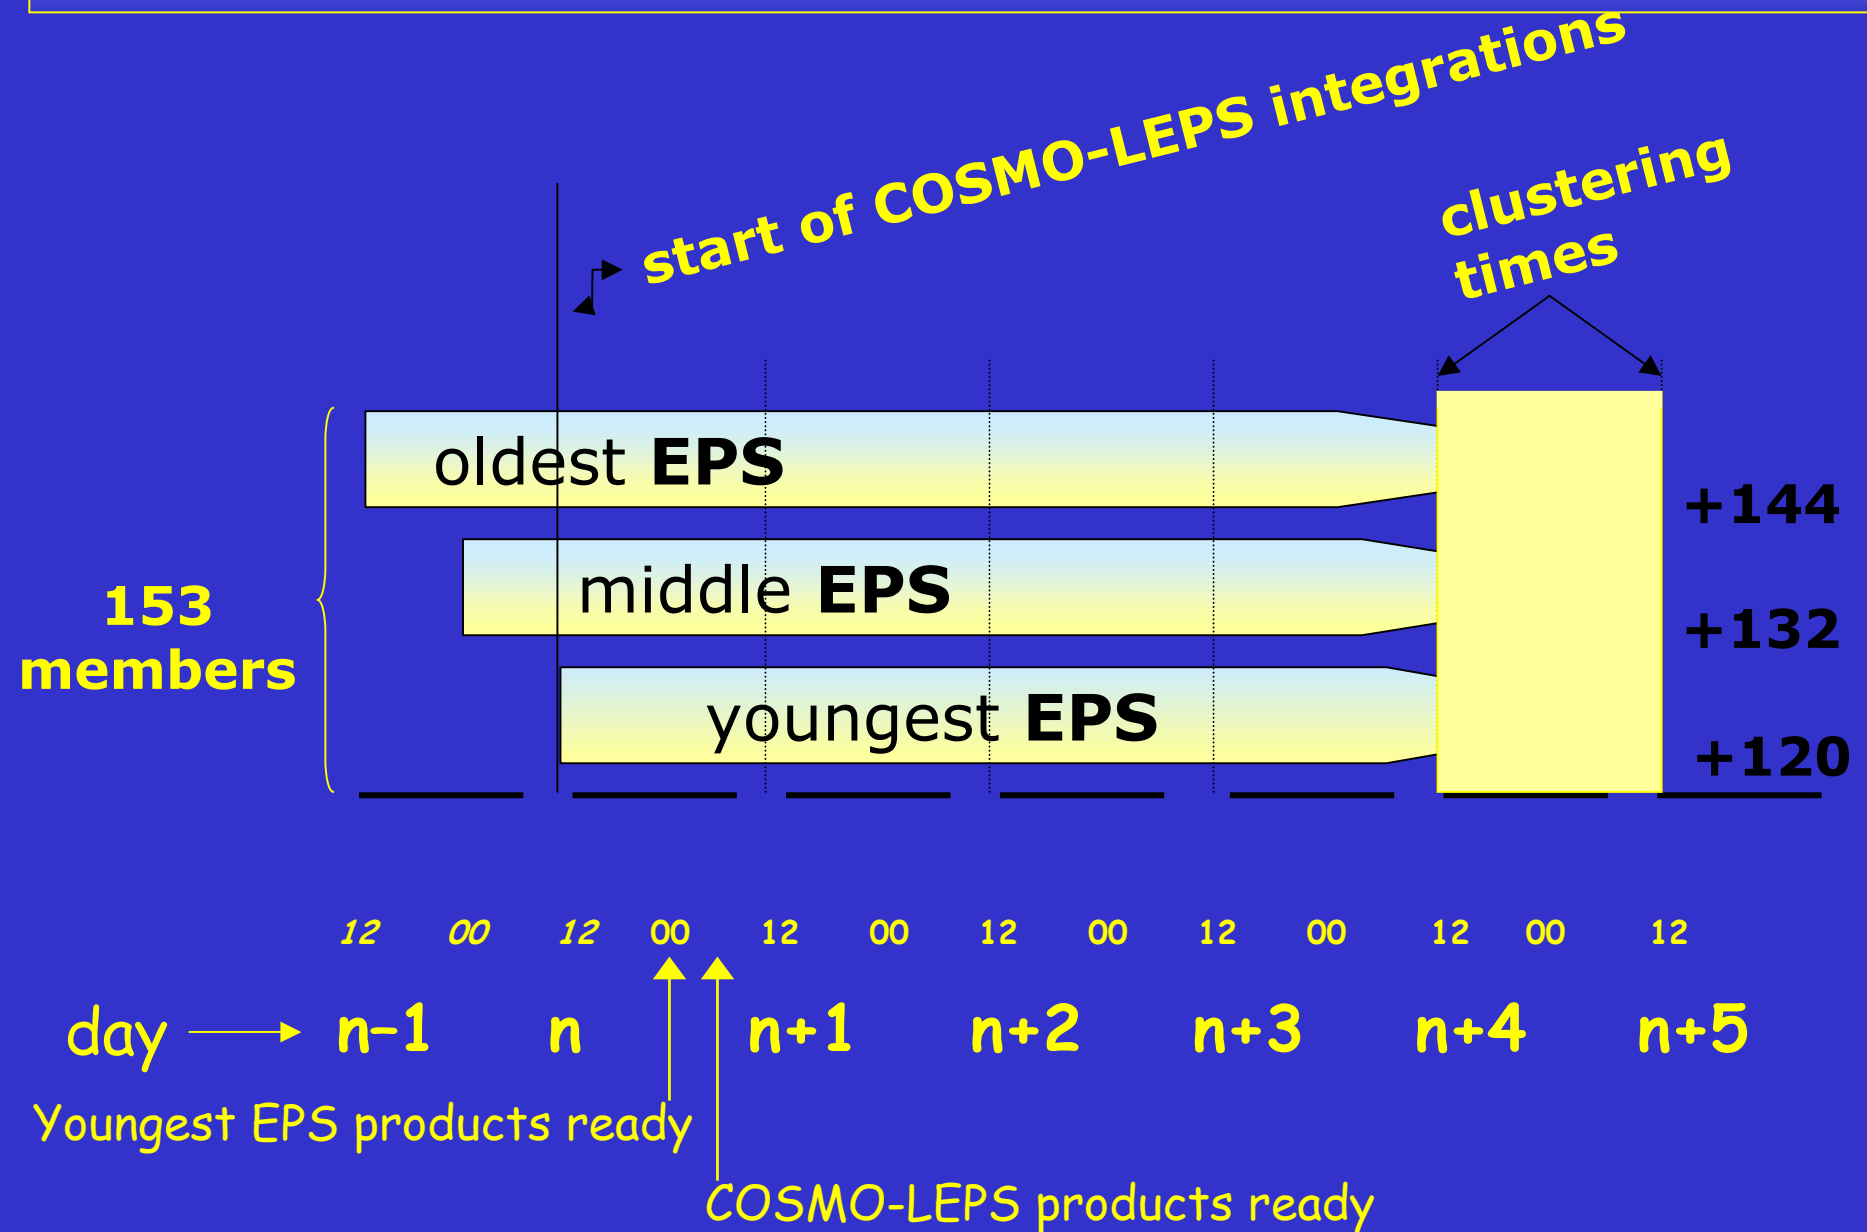 start of COSMO-LEPS integrations
clustering
times
oldest EPS
+144
middle EPS
153
members
+132
youngest EPS
+120
12 00 12 00 12 00 12 00 12 00 12 00 12
day n-1 n n+1 n+2 n+3 n+4 n+5
Youngest EPS products ready
COSMO-LEPS products ready